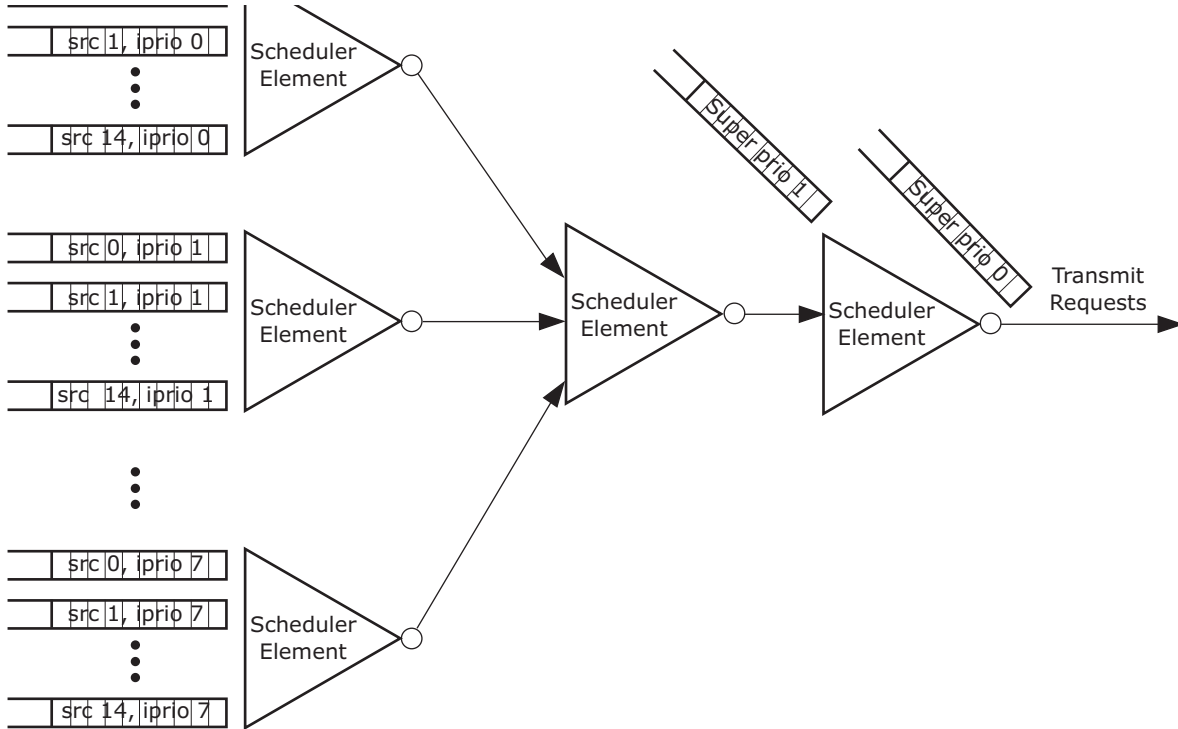 src 1, iprio 0
src 14, iprio 0
Scheduler
Element
src 0, iprio 1
src 1, iprio 1
src 14, iprio 1
Scheduler
Element
src 0, iprio 7
src 1, iprio 7
src 14, iprio 7
Scheduler
Element
Scheduler
Element
Super prio 1
Scheduler
Element
Super prio 0
Transmit
Requests